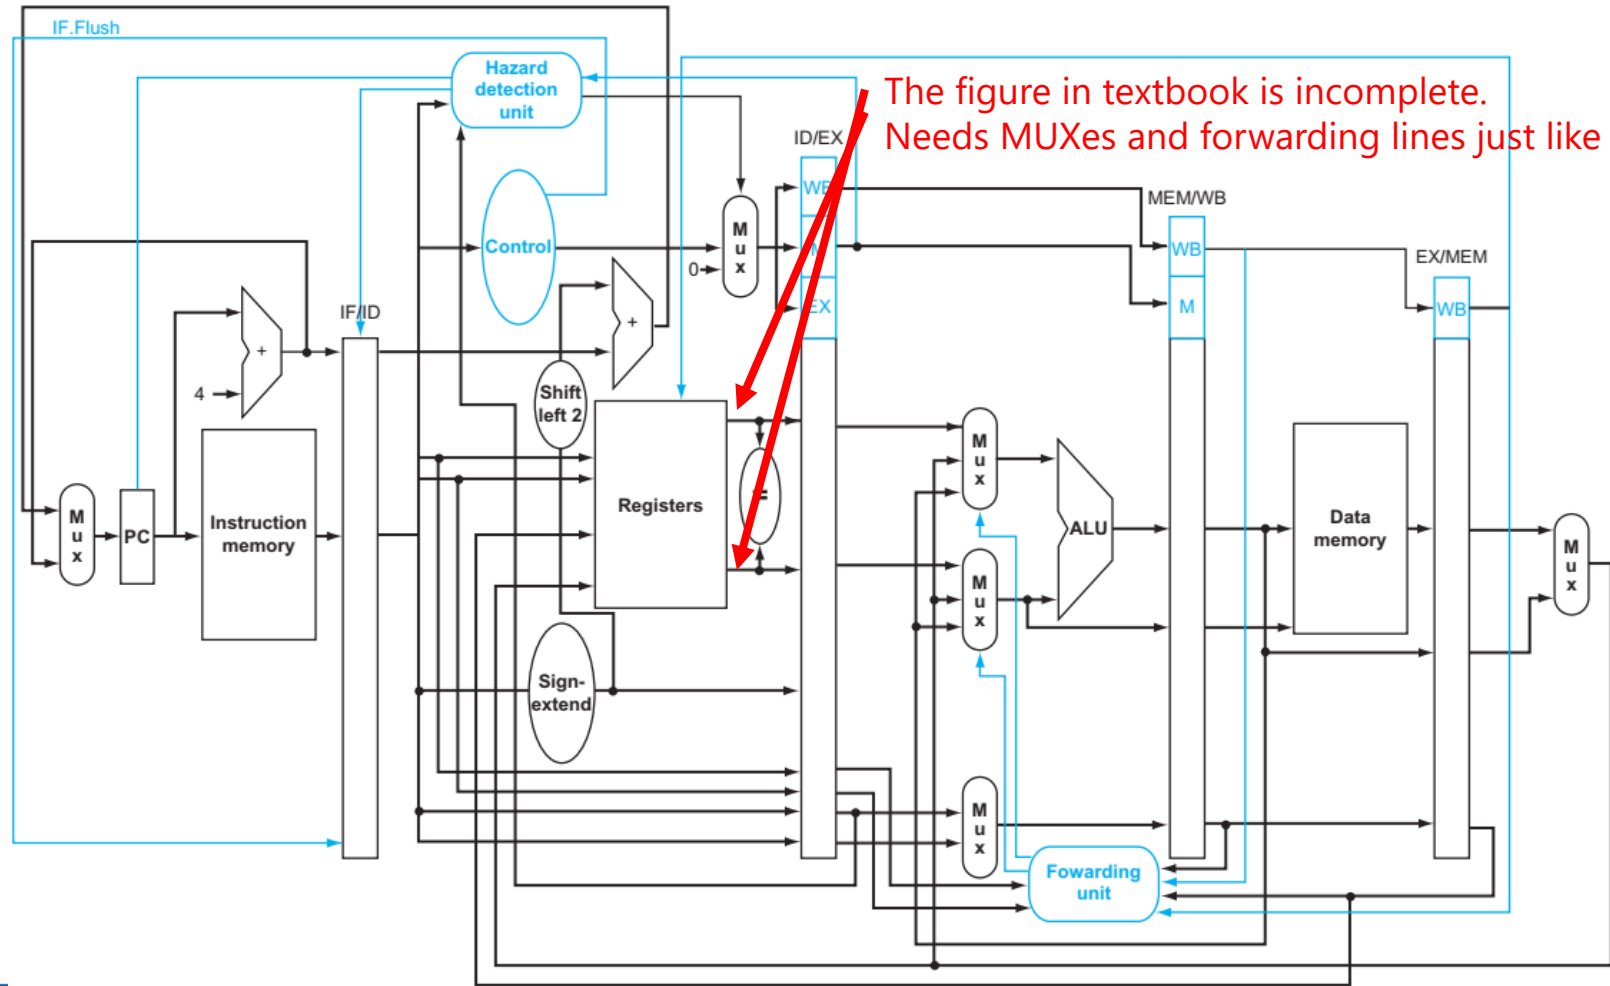 IF.Flush
Hazard
detection
unit
The figure in textbook is incomplete.
Needs MUXes and forwarding lines just like
ID/EX
WB
M
u
x
Control
0
EX
MEM/WB
WB
M
EX/MEM
WB
IF/ID
+
+
4
Shift
left 2
M
u
x
PC
Instruction
memory
Registers
=
M
u
x
ALU
M
u
x
Data
memory
M
u
x
Sign-
extend
M
u
x
Fowarding
unit